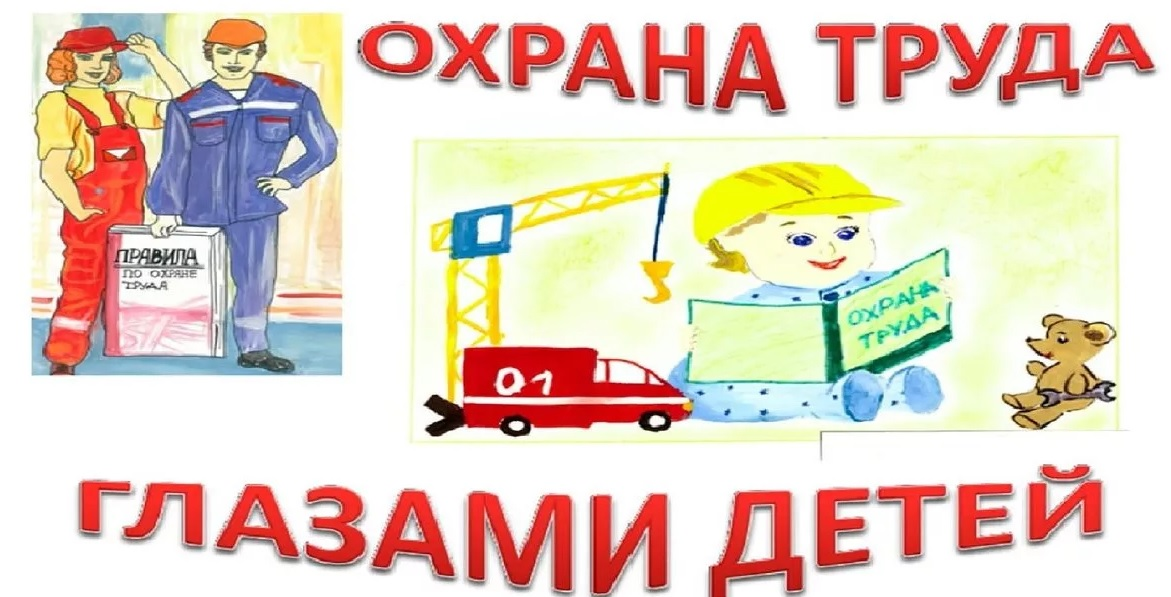 ОХРАНА ТРУДА
ПРАВИЛА
ПО ОХРАНЕ
ТРУДА
ОХРАНА
ТРУДА
01
ГЛАЗАМИ ДЕТЕЙ